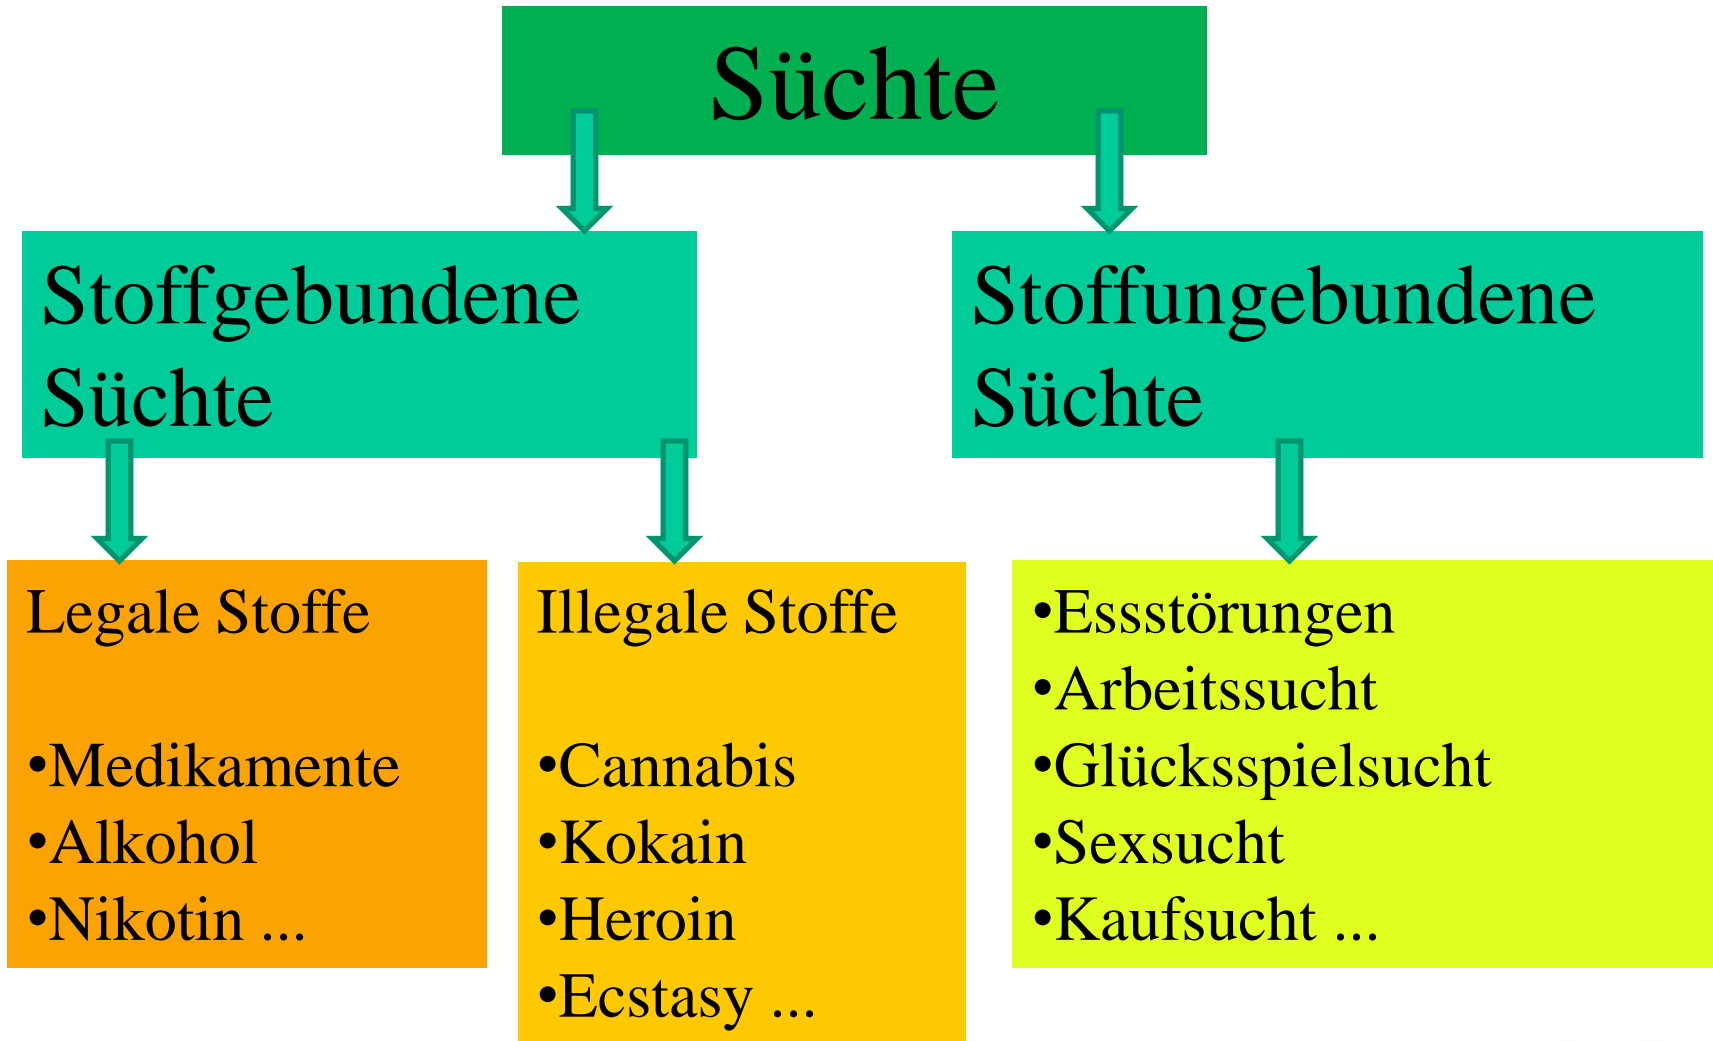 Süchte
Stoffgebundene
Süchte
Stoffungebundene
Süchte
Legale Stoffe
•Medikamente
•Alkohol
•Nikotin ...
Illegale Stoffe
•Cannabis
•Kokain
•Heroin
•Ecstasy ...
•Essstörungen
•Arbeitssucht
•Glücksspielsucht
•Sexsucht
•Kaufsucht ...